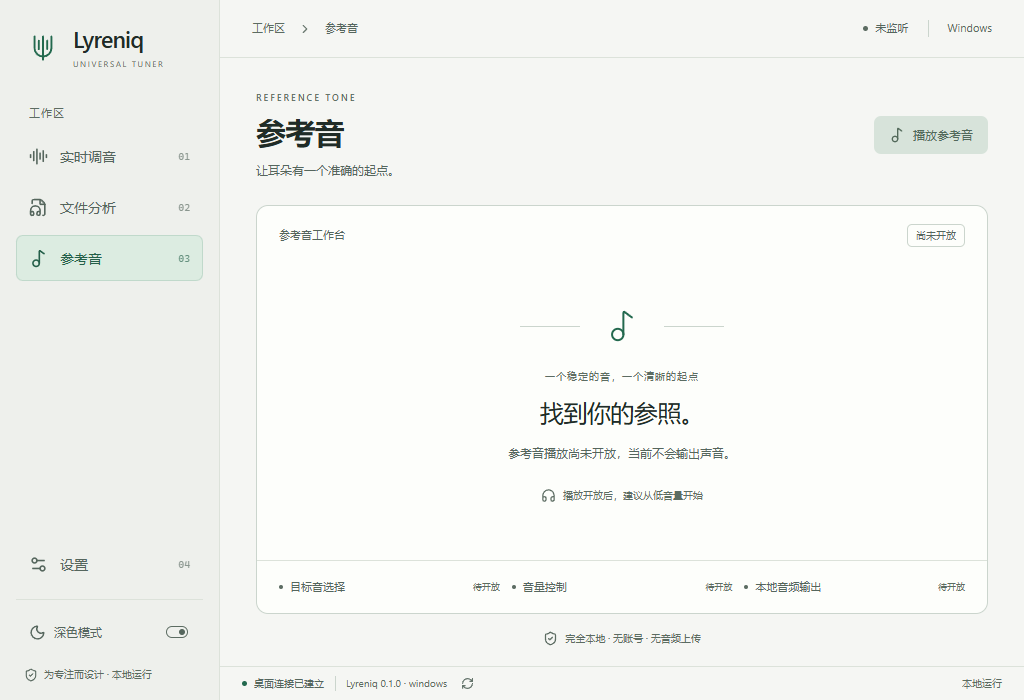 Lyreniq
UNIVERSAL TUNER
工作区
实时调音 01
文件分析 02
参考音 03
设置 04
深色模式
为专注而设计 · 本地运行
工作区 > 参考音
未监听 Windows
REFERENCE TONE
参考音
让耳朵有一个准确的起点。
播放参考音
参考音工作台
尚未开放
一个稳定的音，一个清晰的起点
找到你的参照。
参考音播放尚未开放，当前不会输出声音。
播放开放后，建议从低音量开始
目标音选择 待开放
音量控制 待开放
本地音频输出 待开放
完全本地 · 无账号 · 无音频上传
桌面连接已建立 Lyreniq 0.1.0 · windows
本地运行